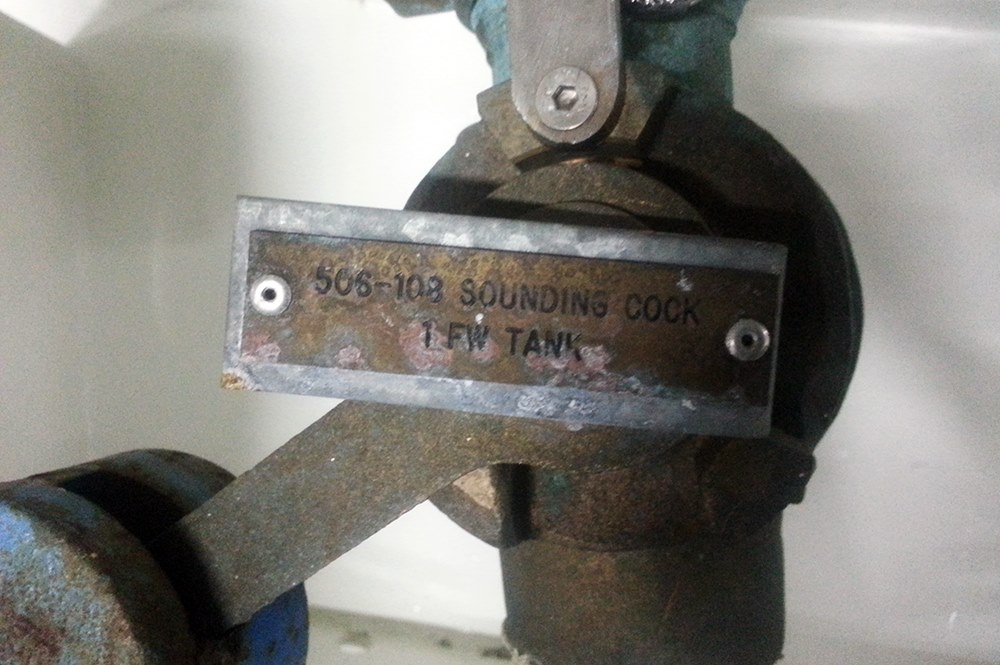 506-108 SOUNDING COCK
1 FW TANK